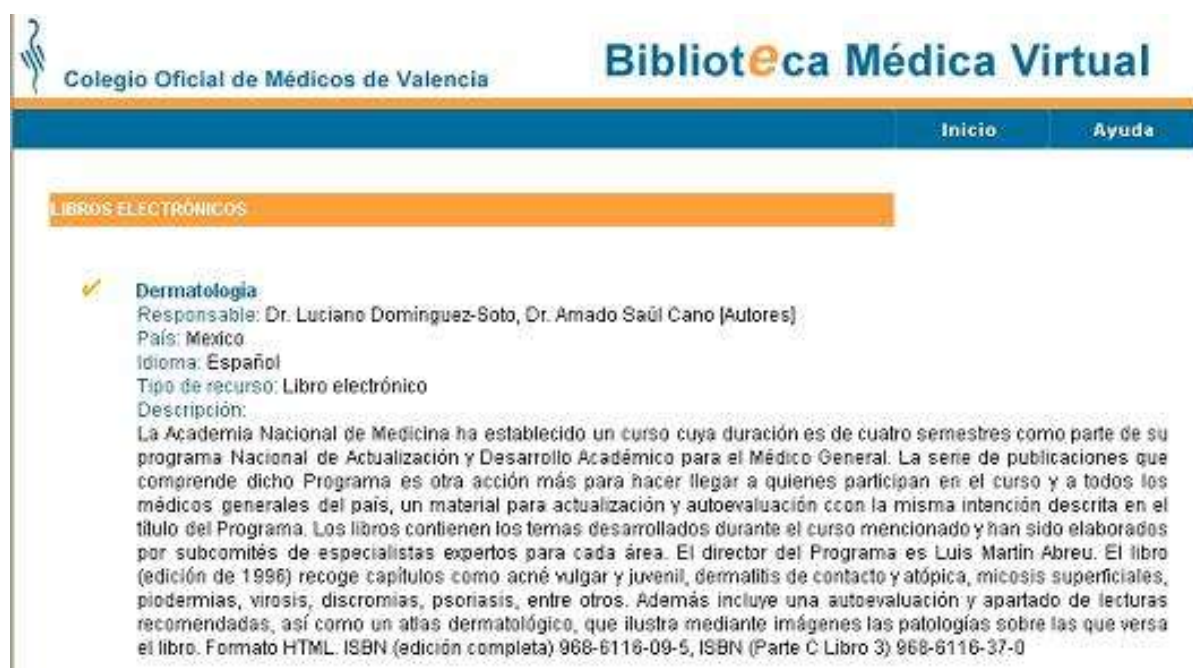 Colegio Oficial de Médicos de Valencia
Biblioteca Médica Virtual
Inicio Ayuda
LIBROS ELECTRÓNICOS
Dermatología
Responsable: Dr. Luciano Domínguez-Soto, Dr. Amado Saúl Cano [Autores]
País: Mexico
Idioma: Español
Tipo de recurso: Libro electrónico
Descripción:
La Academia Nacional de Medicina ha establecido un curso cuya duración es de cuatro semestres como parte de su
programa Nacional de Actualización y Desarrollo Académico para el Médico General. La serie de publicaciones que
comprende dicho Programa es otra acción más para hacer llegar a quienes participan en el curso y a todos los
médicos generales del país, un material para actualización y autoevaluación ccon la misma intención descrita en el
título del Programa. Los libros contienen los temas desarrollados durante el curso mencionado y han sido elaborados
por subcomités de especialistas expertos para cada área. El director del Programa es Luis Martín Abreu. El libro
(edición de 1996) recoge capítulos como acné vulgar y juvenil, dermatitis de contacto y atópica, micosis superficiales,
piodermias, virosis, discromias, psoriasis, entre otros. Además incluye una autoevaluación y apartado de lecturas
recomendadas, así como un atlas dermatológico, que ilustra mediante imágenes las patologías sobre las que versa
el libro. Formato HTML. ISBN (edición completa) 968-6116-09-5, ISBN (Parte C Libro 3) 968-6116-37-0